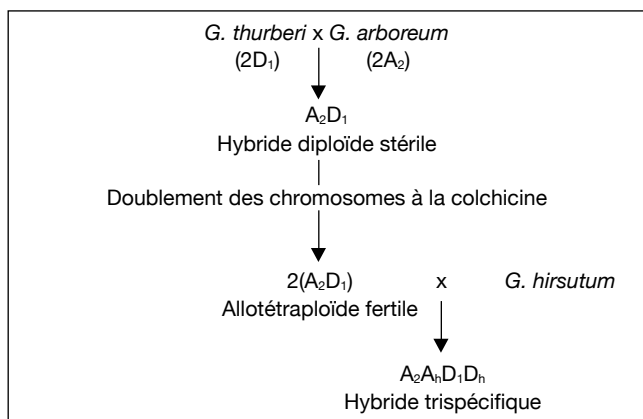 G. thurberi x G. arboreum
(2D₁) (2A₂)
A₂D₁
Hybride diploïde stérile
Doublement des chromosomes à la colchicine
2(A₂D₁) x G. hirsutum
Allotétraploïde fertile
A₂AₕD₁Dₕ
Hybride trispécifique